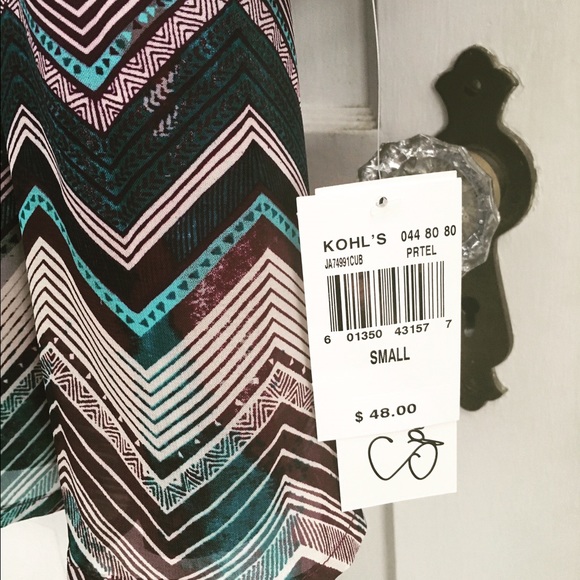 KOHL'S 044 80 80
JA74991CUB PRTEL
6 01350 43157 7
SMALL
$ 48.00